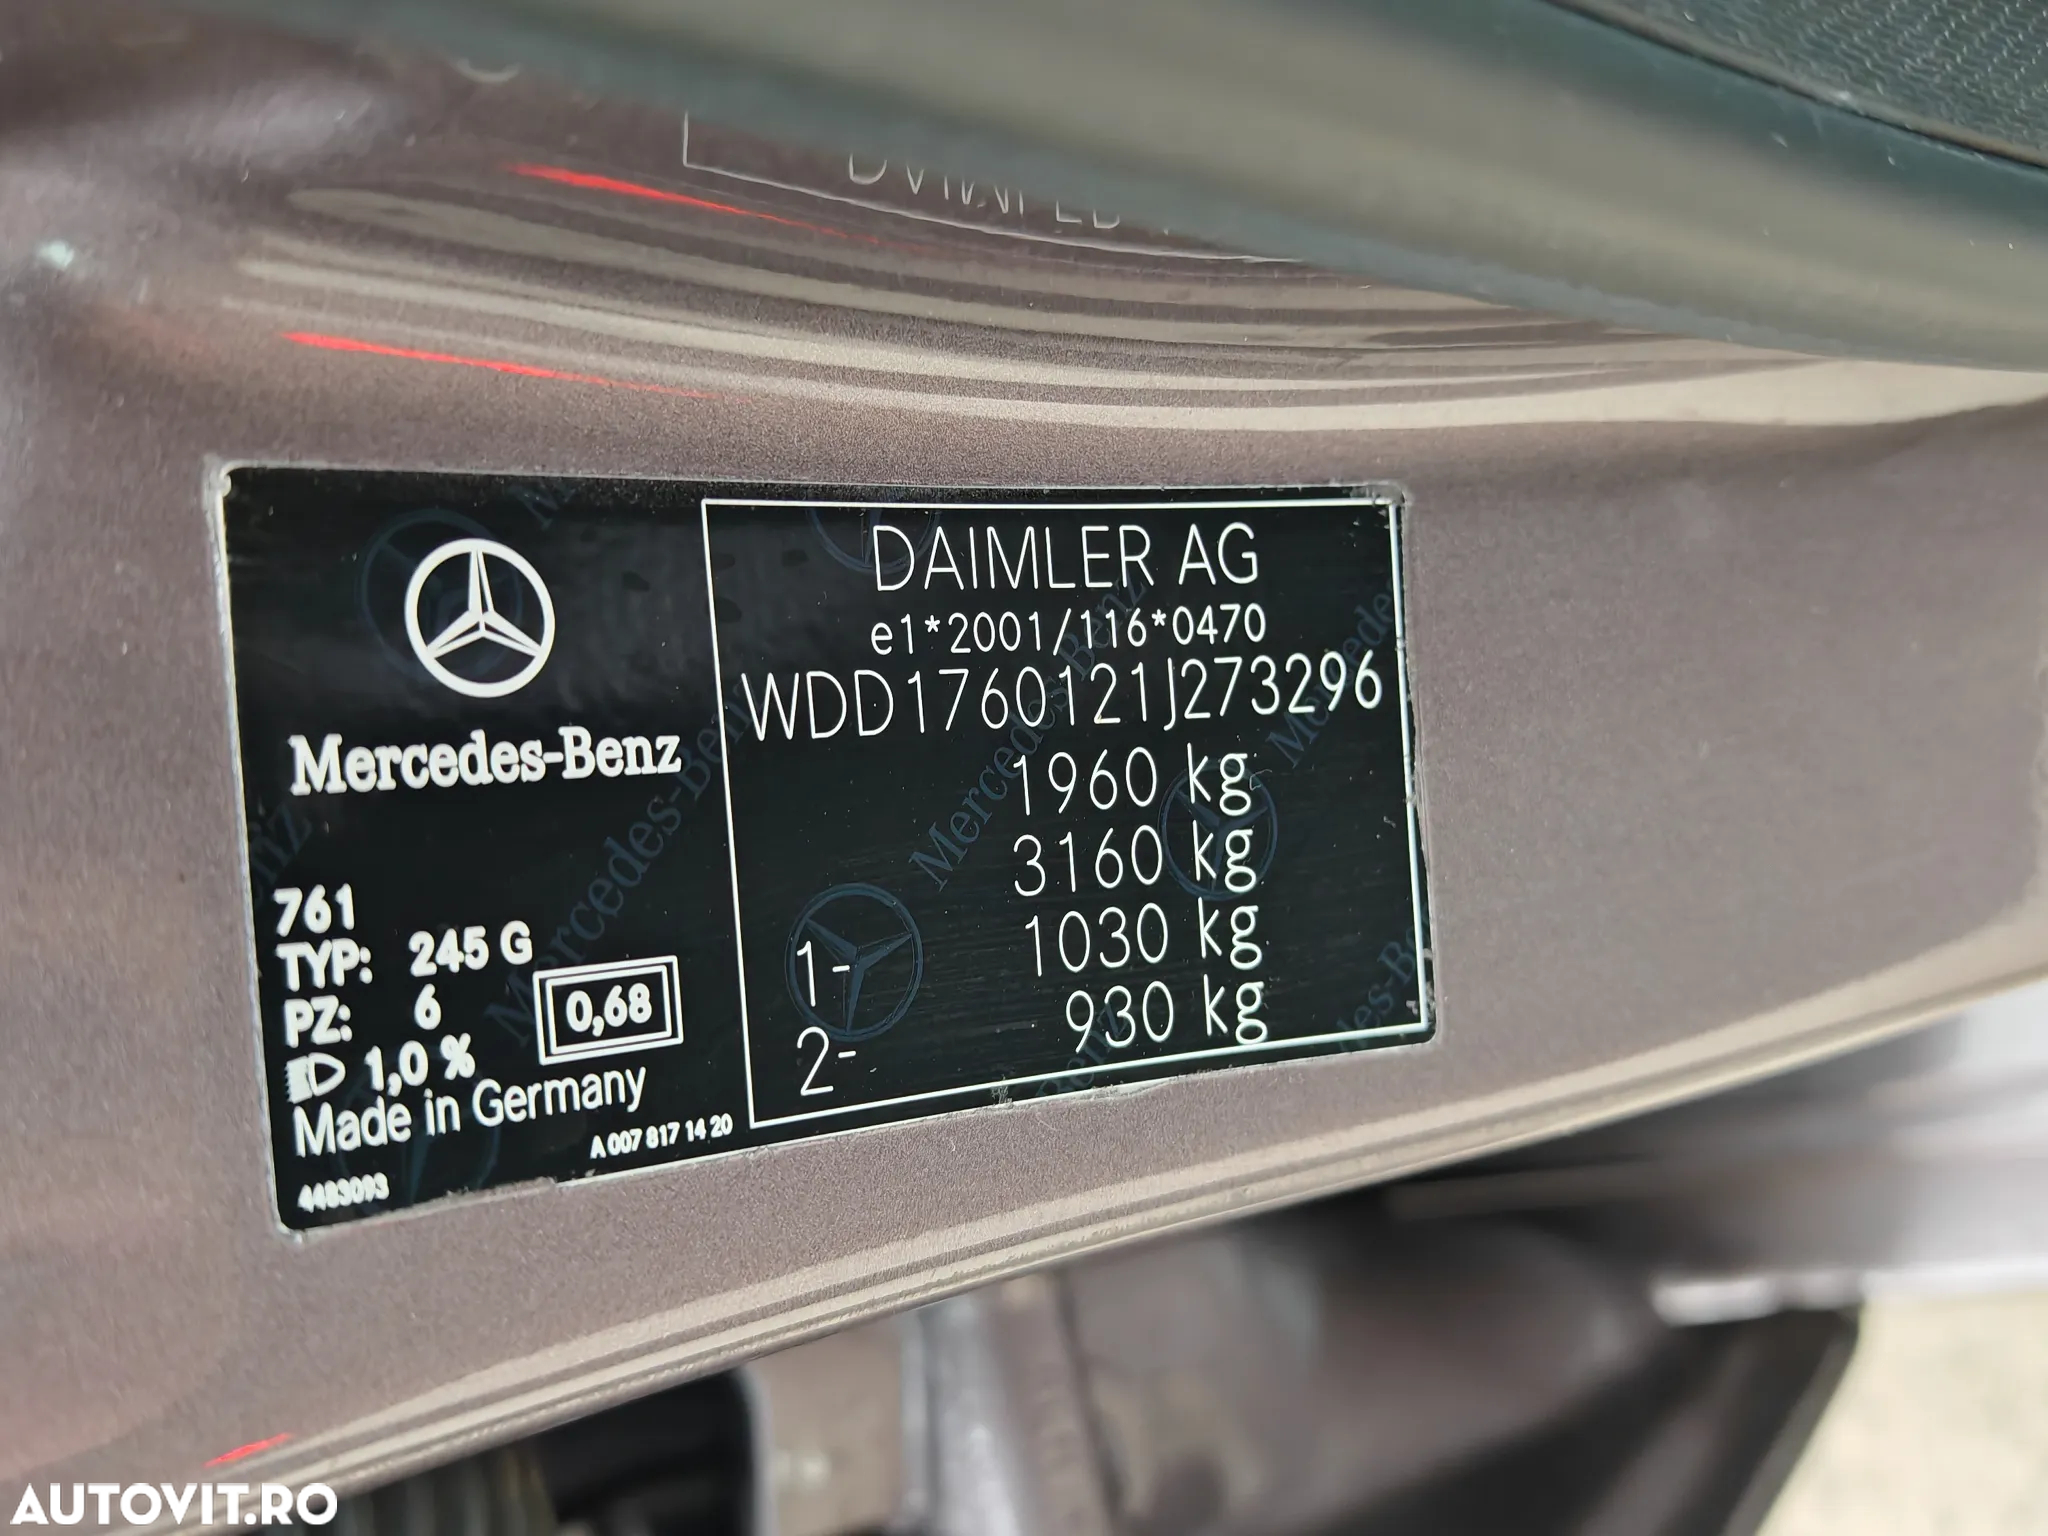 Mercedes-Benz
761
TYP: 245 G
PZ: 6
0,68
1,0 %
Made in Germany
A 007 817 14 20
448309S
DAIMLER AG
e1*2001/116*0470
WDD1760121J273296
1960 kg
3160 kg
1- 1030 kg
2- 930 kg
AUTOVIT.RO